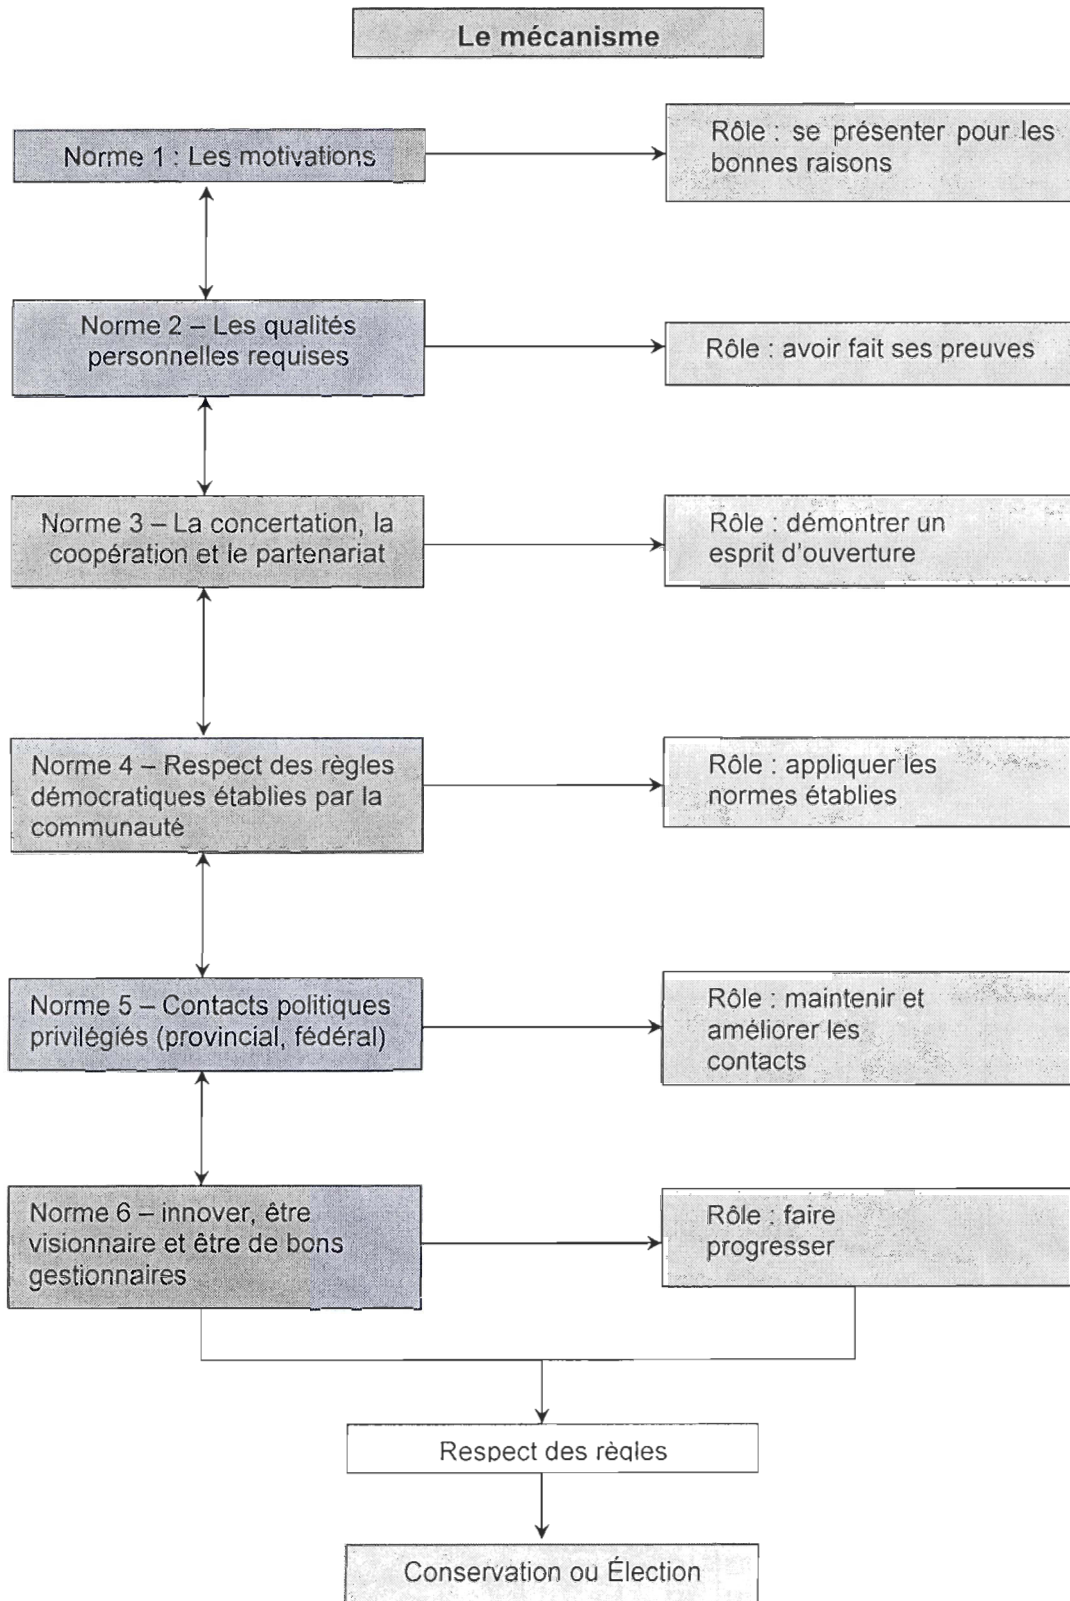 Le mécanisme
Norme 1 : Les motivations
Rôle : se présenter pour les
bonnes raisons
Norme 2 – Les qualités
personnelles requises
Rôle : avoir fait ses preuves
Norme 3 – La concertation, la
coopération et le partenariat
Rôle : démontrer un
esprit d'ouverture
Norme 4 – Respect des règles
démocratiques établies par la
communauté
Rôle : appliquer les
normes établies
Norme 5 – Contacts politiques
privilégiés (provincial, fédéral)
Rôle : maintenir et
améliorer les
contacts
Norme 6 – innover, être
visionnaire et être de bons
gestionnaires
Rôle : faire
progresser
Respect des règles
Conservation ou Élection